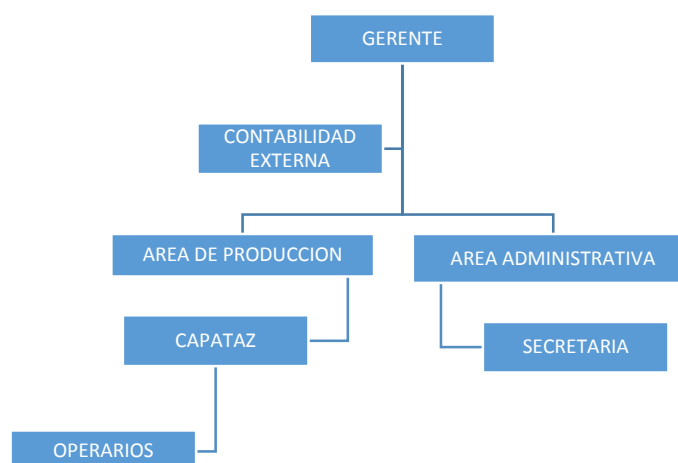 GERENTE
CONTABILIDAD
EXTERNA
AREA DE PRODUCCION
AREA ADMINISTRATIVA
CAPATAZ
SECRETARIA
OPERARIOS